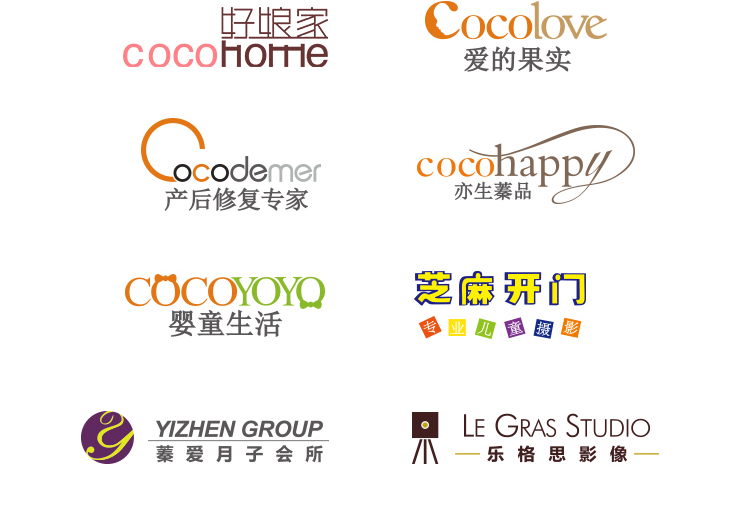 好娘家
cocohome
Cocolove
爱的果实
Cocodemer
产后修复专家
cocohappy
亦生蓁品
COCOYOYO
婴童生活
芝麻开门
专业儿童摄影
YIZHEN GROUP
蓁爱月子会所
LE GRAS STUDIO
乐格思影像